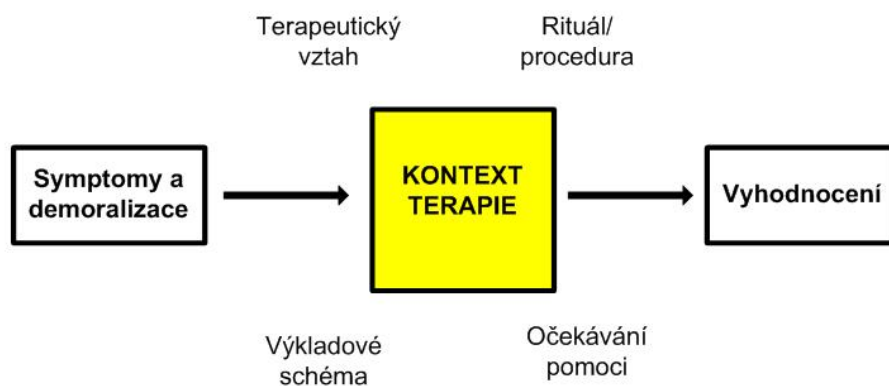 Terapeutický
vztah
Rituál/
procedura
Symptomy a
demoralizace
KONTEXT
TERAPIE
Vyhodnocení
Výkladové
schéma
Očekávání
pomoci